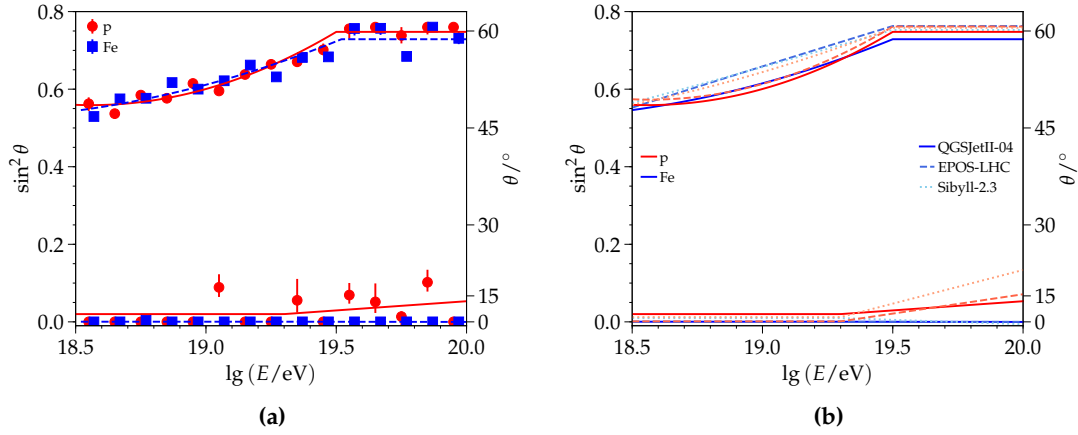 0.8
0.6
0.4
0.2
0.0
sin² θ
p
Fe
60
45
30
15
0
θ/°
18.5 19.0 19.5 20.0
lg (E/eV)
(a)
0.8
0.6
0.4
0.2
0.0
sin² θ
p
Fe
QGSJetII-04
EPOS-LHC
Sibyll-2.3
60
45
30
15
0
θ/°
18.5 19.0 19.5 20.0
lg (E/eV)
(b)